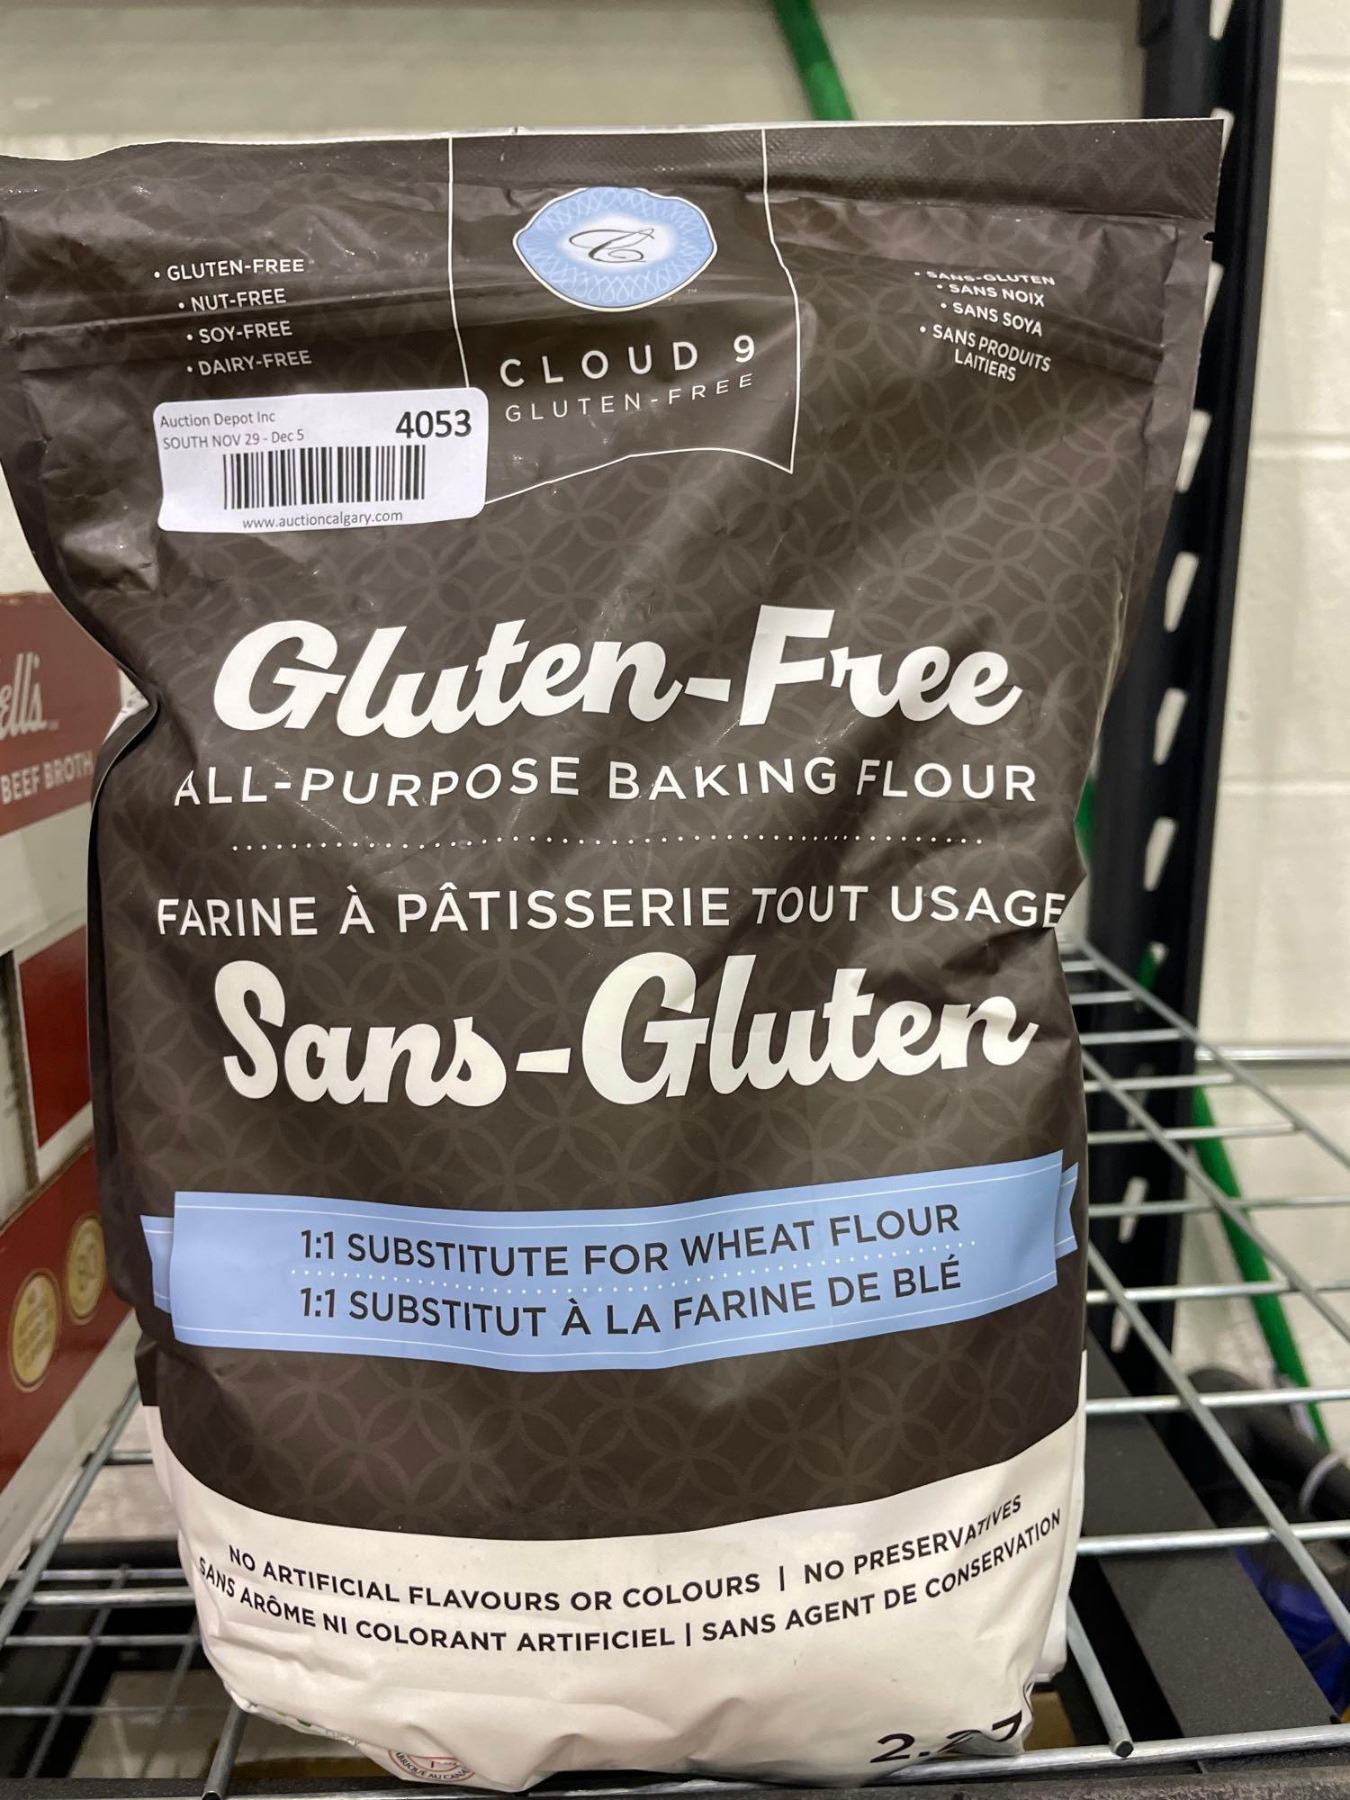 • GLUTEN-FREE
• NUT-FREE
• SOY-FREE
• DAIRY-FREE
CLOUD 9
GLUTEN-FREE
• SANS-GLUTEN
• SANS NOIX
• SANS SOYA
• SANS PRODUITS
LAITIERS
Auction Depot Inc
SOUTH NOV 29 - Dec 5
4053
www.auctioncalgary.com
Gluten-Free
ALL-PURPOSE BAKING FLOUR
FARINE À PÂTISSERIE TOUT USAGE
Sans-Gluten
1:1 SUBSTITUTE FOR WHEAT FLOUR
1:1 SUBSTITUT À LA FARINE DE BLÉ
NO ARTIFICIAL FLAVOURS OR COLOURS | NO PRESERVATIVES
SANS ARÔME NI COLORANT ARTIFICIEL | SANS AGENT DE CONSERVATION
2.27
ell's
BEEF BROTH